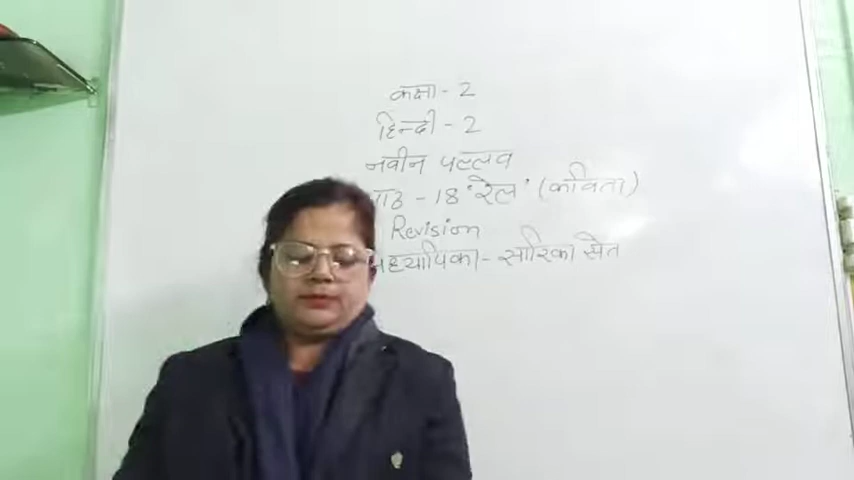 कक्षा - 2
हिन्दी - 2
नवीन पल्लव
पाठ - 18 'रेल' (कविता)
Revision
सारिका सैन